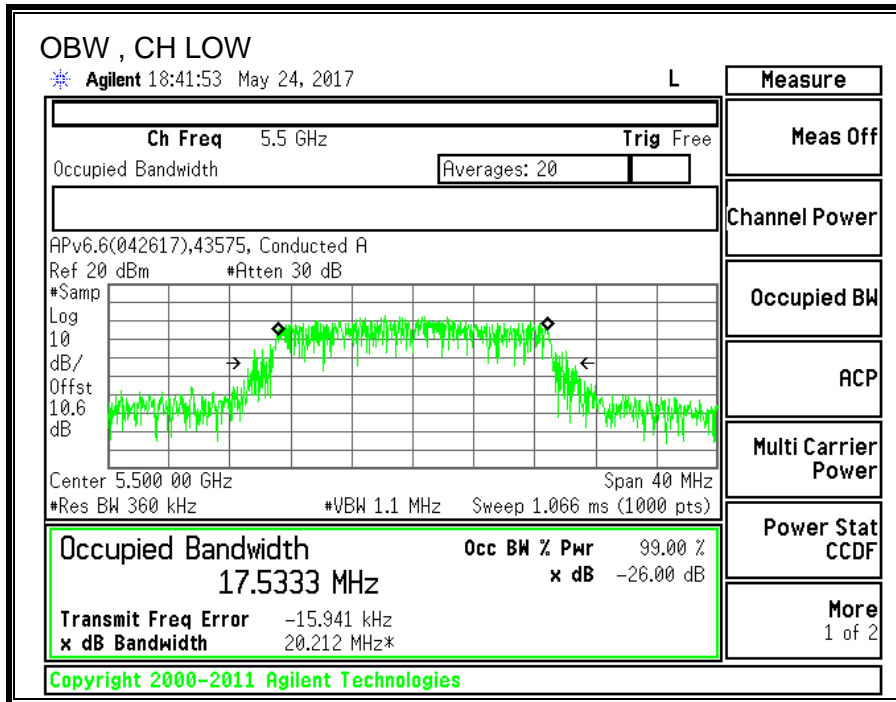 OBW , CH LOW
Agilent 18:41:53 May 24, 2017 L
Measure
Ch Freq 5.5 GHz Trig Free
Meas Off
Occupied Bandwidth Averages: 20
Channel Power
APv6.6(042617),43575, Conducted A
Ref 20 dBm #Atten 30 dB
#Samp
Log
10
dB/
Offst
10.6
dB
Occupied BW
ACP
Multi Carrier
Power
Center 5.500 00 GHz Span 40 MHz
#Res BW 360 kHz #VBW 1.1 MHz Sweep 1.066 ms (1000 pts)
Power Stat
CCDF
Occupied Bandwidth Occ BW % Pwr 99.00 %
17.5333 MHz x dB -26.00 dB
Transmit Freq Error -15.941 kHz
x dB Bandwidth 20.212 MHz*
More
1 of 2
Copyright 2000-2011 Agilent Technologies